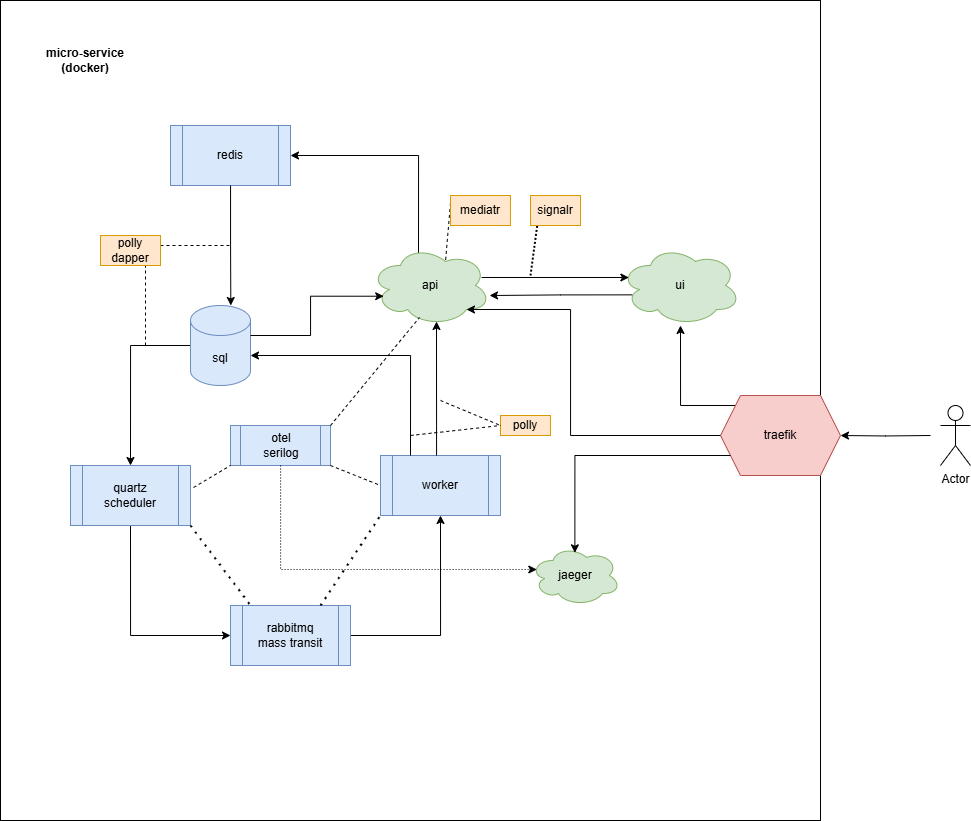 micro-service
(docker)
redis
mediatr
signalr
polly
dapper
api
ui
sql
polly
traefik
otel
serilog
Actor
quartz
scheduler
worker
jaeger
rabbitmq
mass transit